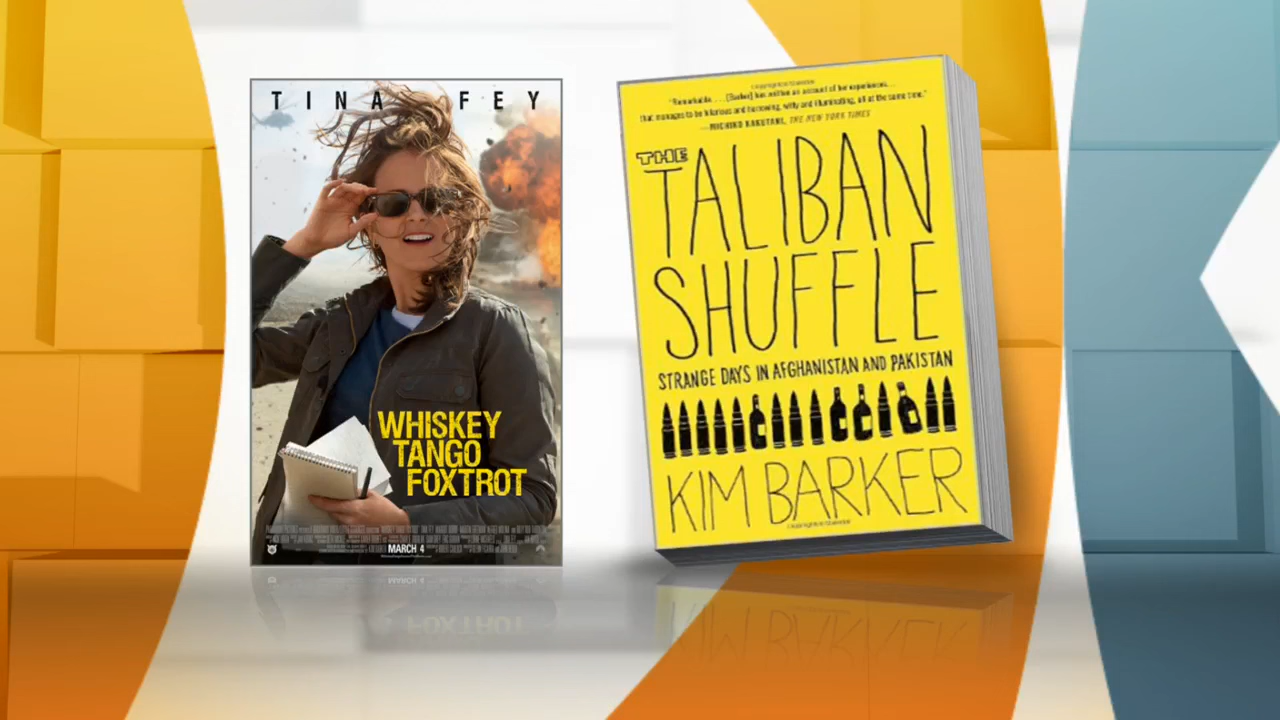 TINA FEY
WHISKEY
TANGO
FOXTROT
MARCH 4
"Remarkable. . . . [Barker] has written an account of her experiences . . .
that manages to be hilarious and harrowing, witty and illuminating, all at the same time."
—MICHIKO KAKUTANI, THE NEW YORK TIMES
THE
TALIBAN
SHUFFLE
STRANGE DAYS IN AFGHANISTAN AND PAKISTAN
KIM BARKER